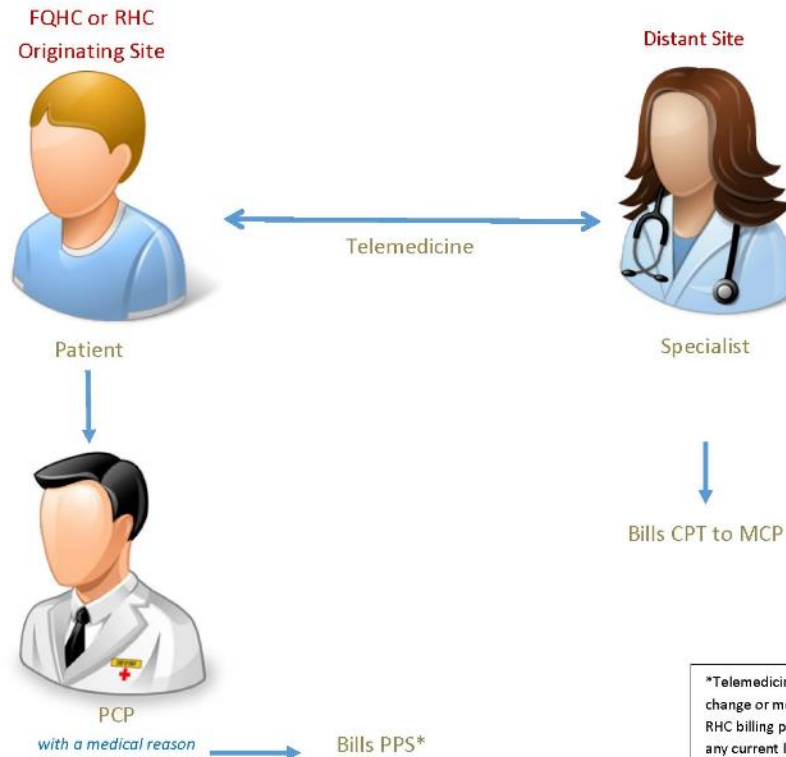 FQHC or RHC
Originating Site
Distant Site
Telemedicine
Patient
Specialist
Bills CPT to MCP
PCP
with a medical reason
Bills PPS*
*Telemedicine
change or
RHC billing
any current